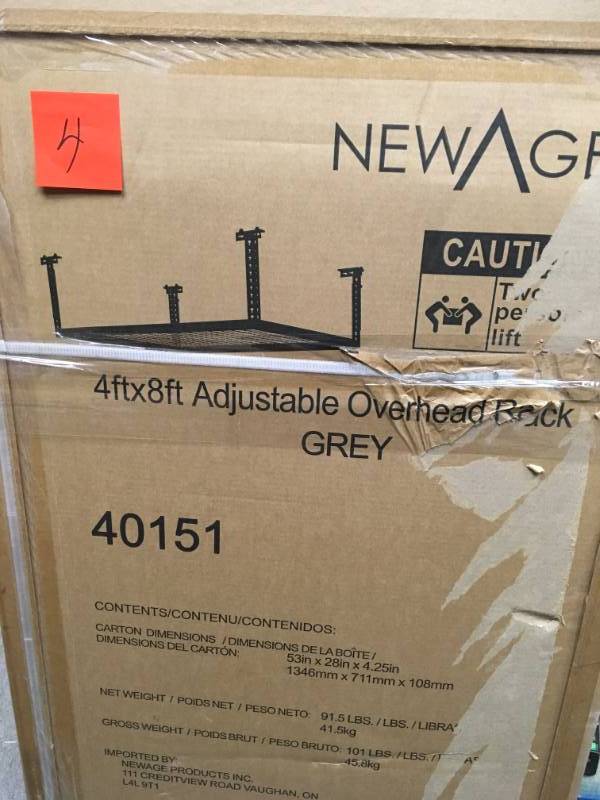 4
NEWAGE
CAUTI
Two
person
lift
4ftx8ft Adjustable Overhead Rack
GREY
40151
CONTENTS/CONTENU/CONTENIDOS:
CARTON DIMENSIONS / DIMENSIONS DE LA BOÎTE /
DIMENSIONS DEL CARTÓN:
53in x 28in x 4.25in
1346mm x 711mm x 108mm
NET WEIGHT / POIDS NET / PESO NETO: 91.5 LBS. / LBS. / LIBRA
41.5kg
GROSS WEIGHT / POIDS BRUT / PESO BRUTO: 101 LBS. / LBS. /
45.8kg
IMPORTED BY:
NEWAGE PRODUCTS INC.
111 CREDITVIEW ROAD VAUGHAN, ON
L4L 9T1